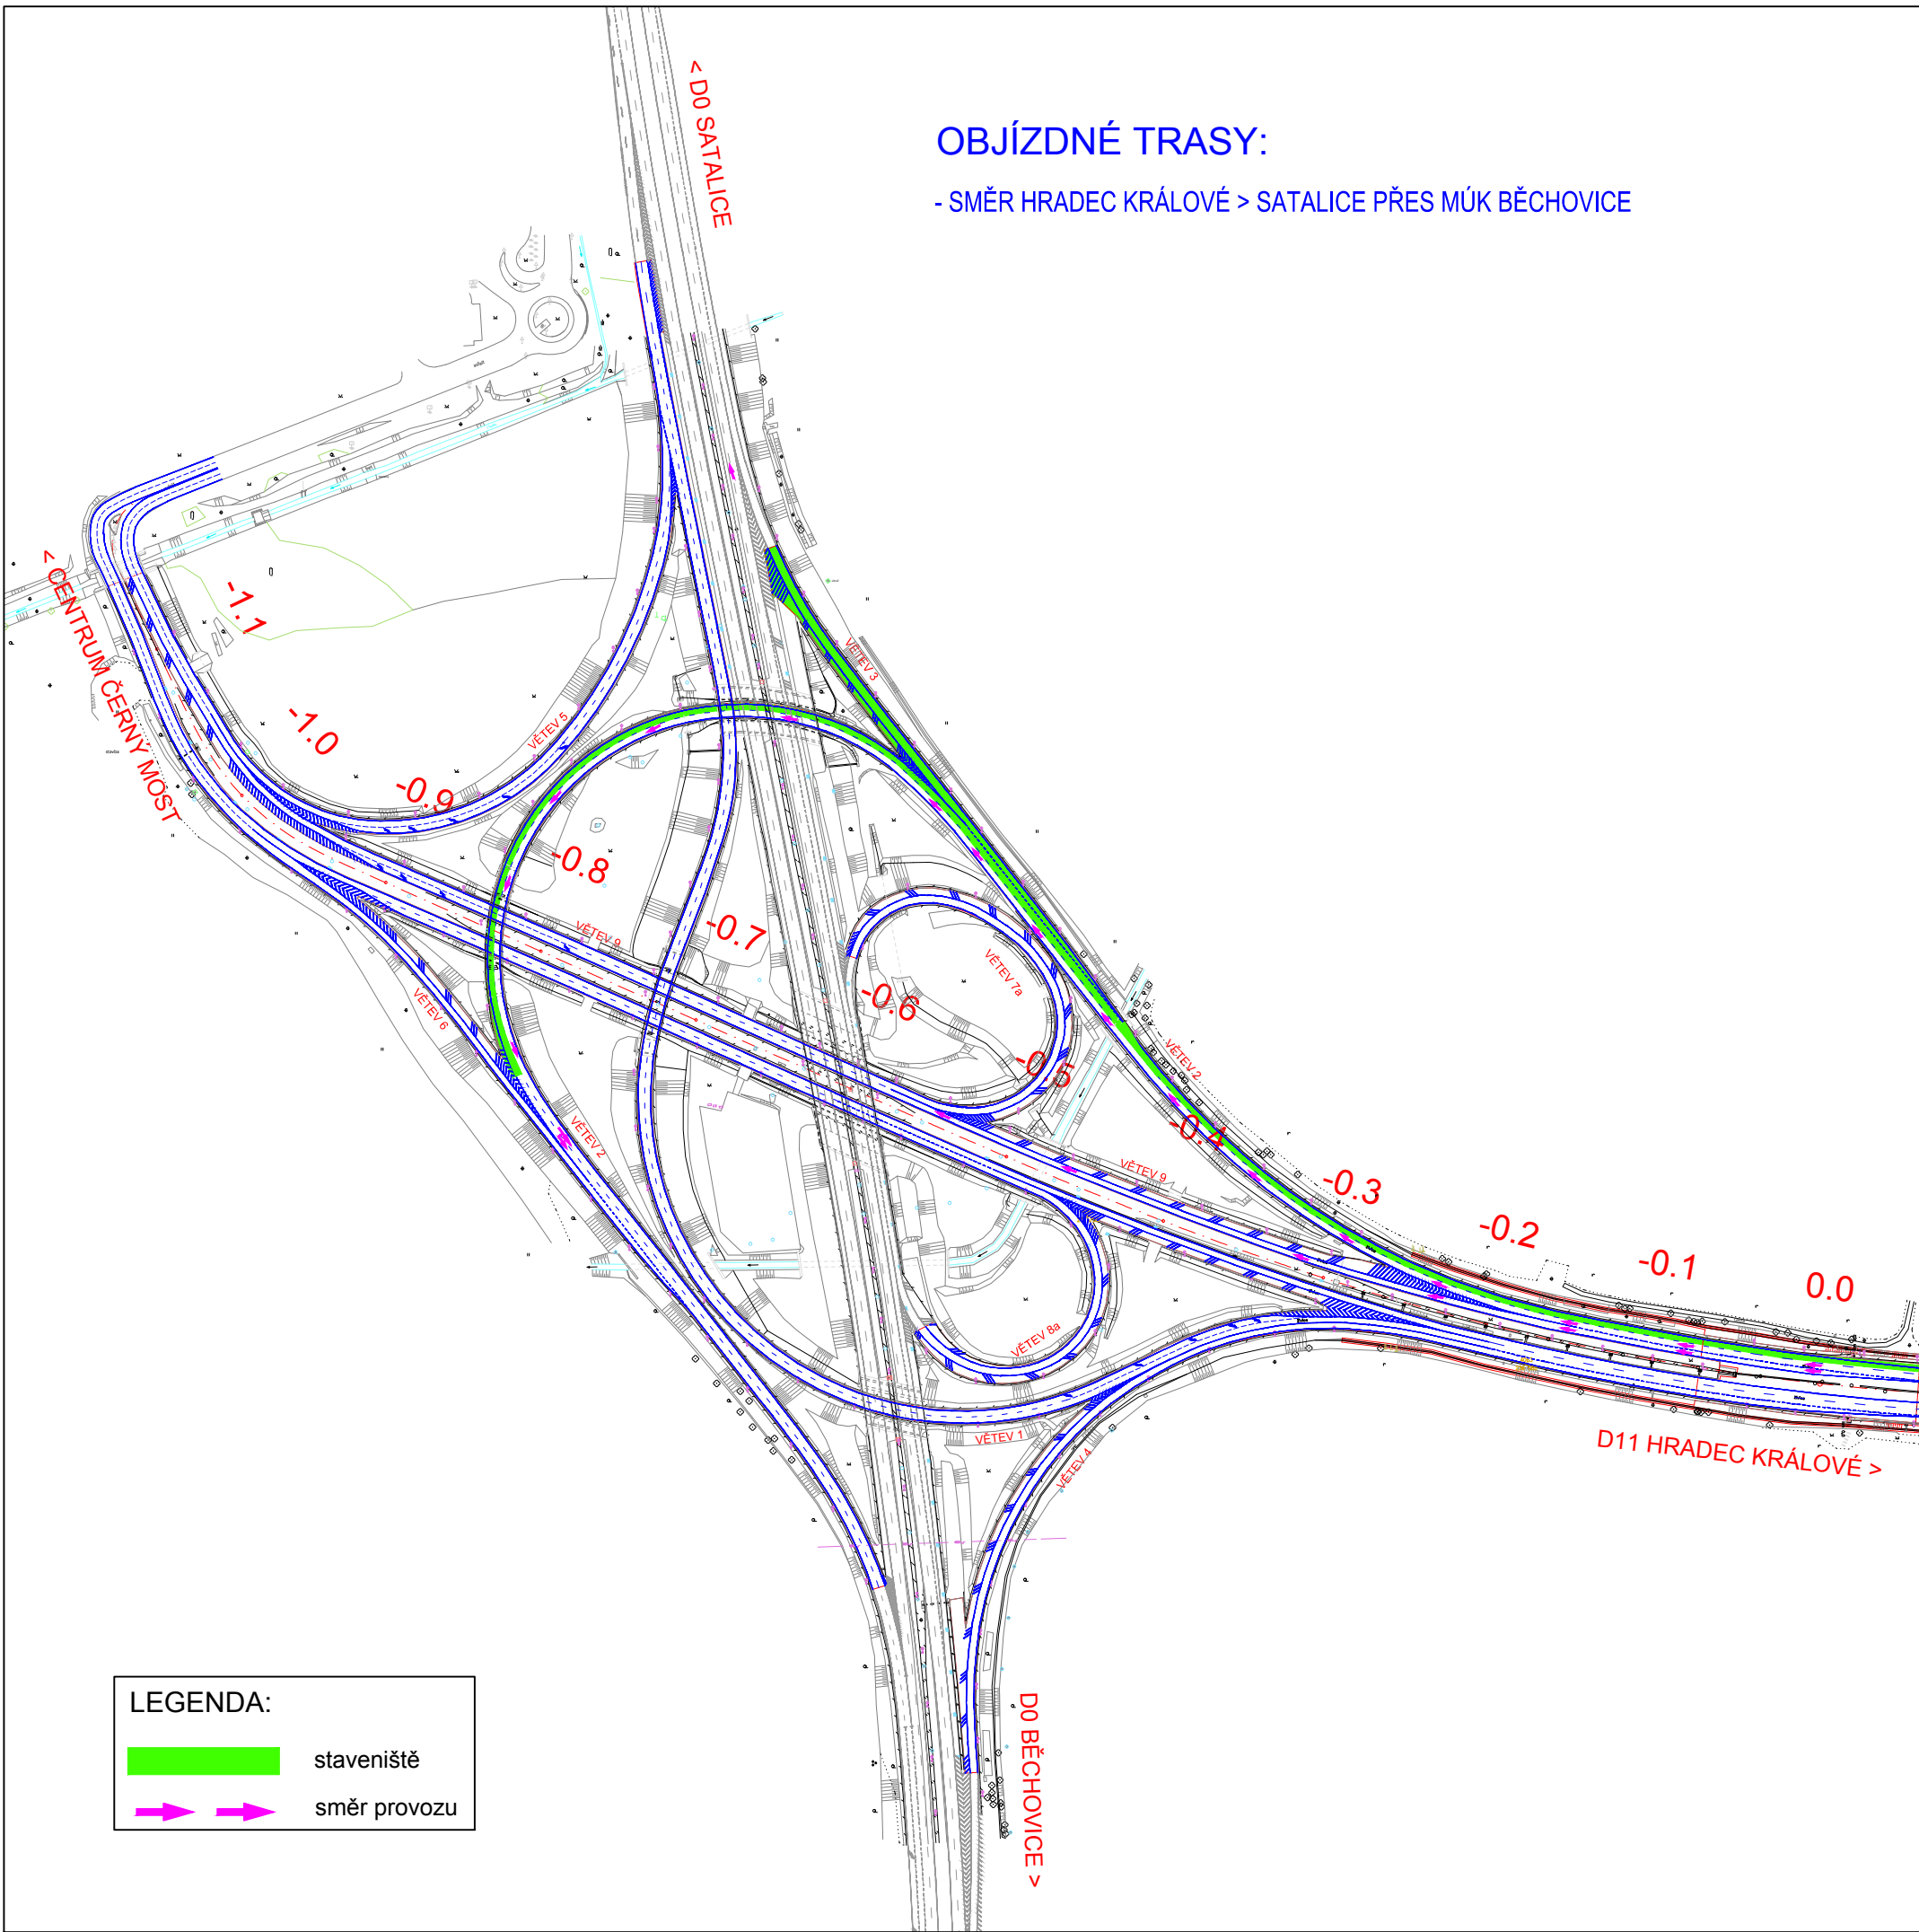 < D0 SATALICE
OBJÍZDNÉ TRASY:
- SMĚR HRADEC KRÁLOVÉ > SATALICE PŘES MÚK BĚCHOVICE
< CENTRUM ČERNÝ MOST
-1.1
-1.0
-0.9
-0.8
-0.7
-0.6
-0.5
-0.4
-0.3
-0.2
-0.1
0.0
VĚTEV 3
VĚTEV 5
VĚTEV 9
VĚTEV 7a
VĚTEV 6
VĚTEV 2
VĚTEV 2
VĚTEV 9
VĚTEV 8a
VĚTEV 1
VĚTEV 4
D11 HRADEC KRÁLOVÉ >
D0 BĚCHOVICE >
LEGENDA:
staveniště
směr provozu